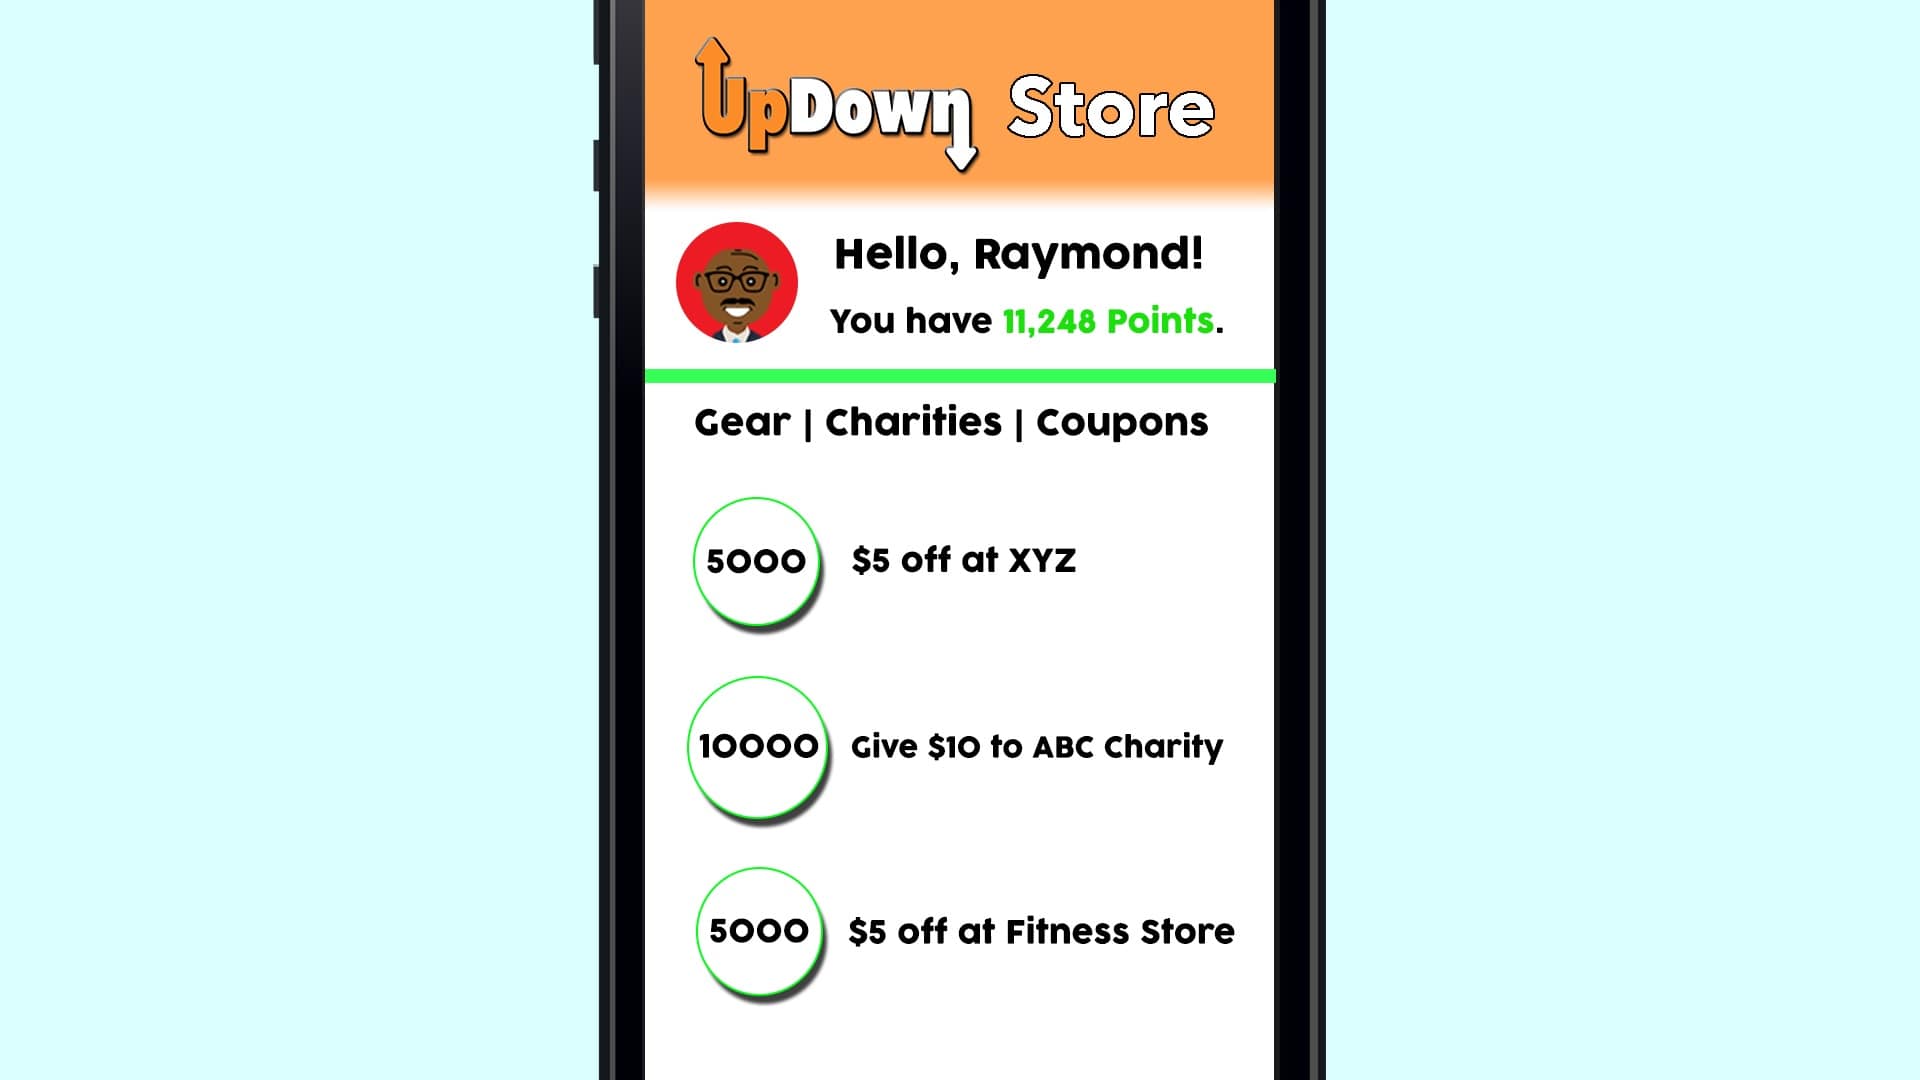 UpDown Store
Hello, Raymond!
You have 11,248 Points.
Gear | Charities | Coupons
5000 $5 off at XYZ
10000 Give $10 to ABC Charity
5000 $5 off at Fitness Store